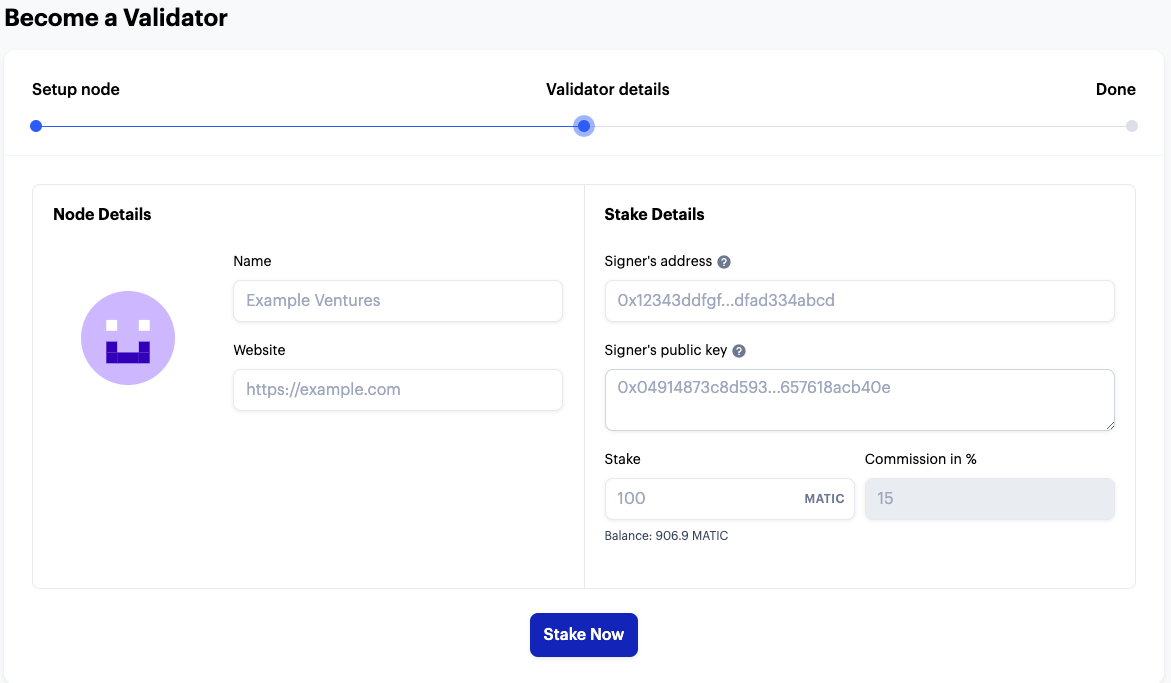 Become a Validator
Setup node
Validator details
Done
Node Details
Name
Example Ventures
Website
https://example.com
Stake Details
Signer's address ?
0x12343ddfgf...dfad334abcd
Signer's public key ?
0x04914873c8d593...657618acb40e
Stake
100 MATIC
Balance: 906.9 MATIC
Commission in %
15
Stake Now